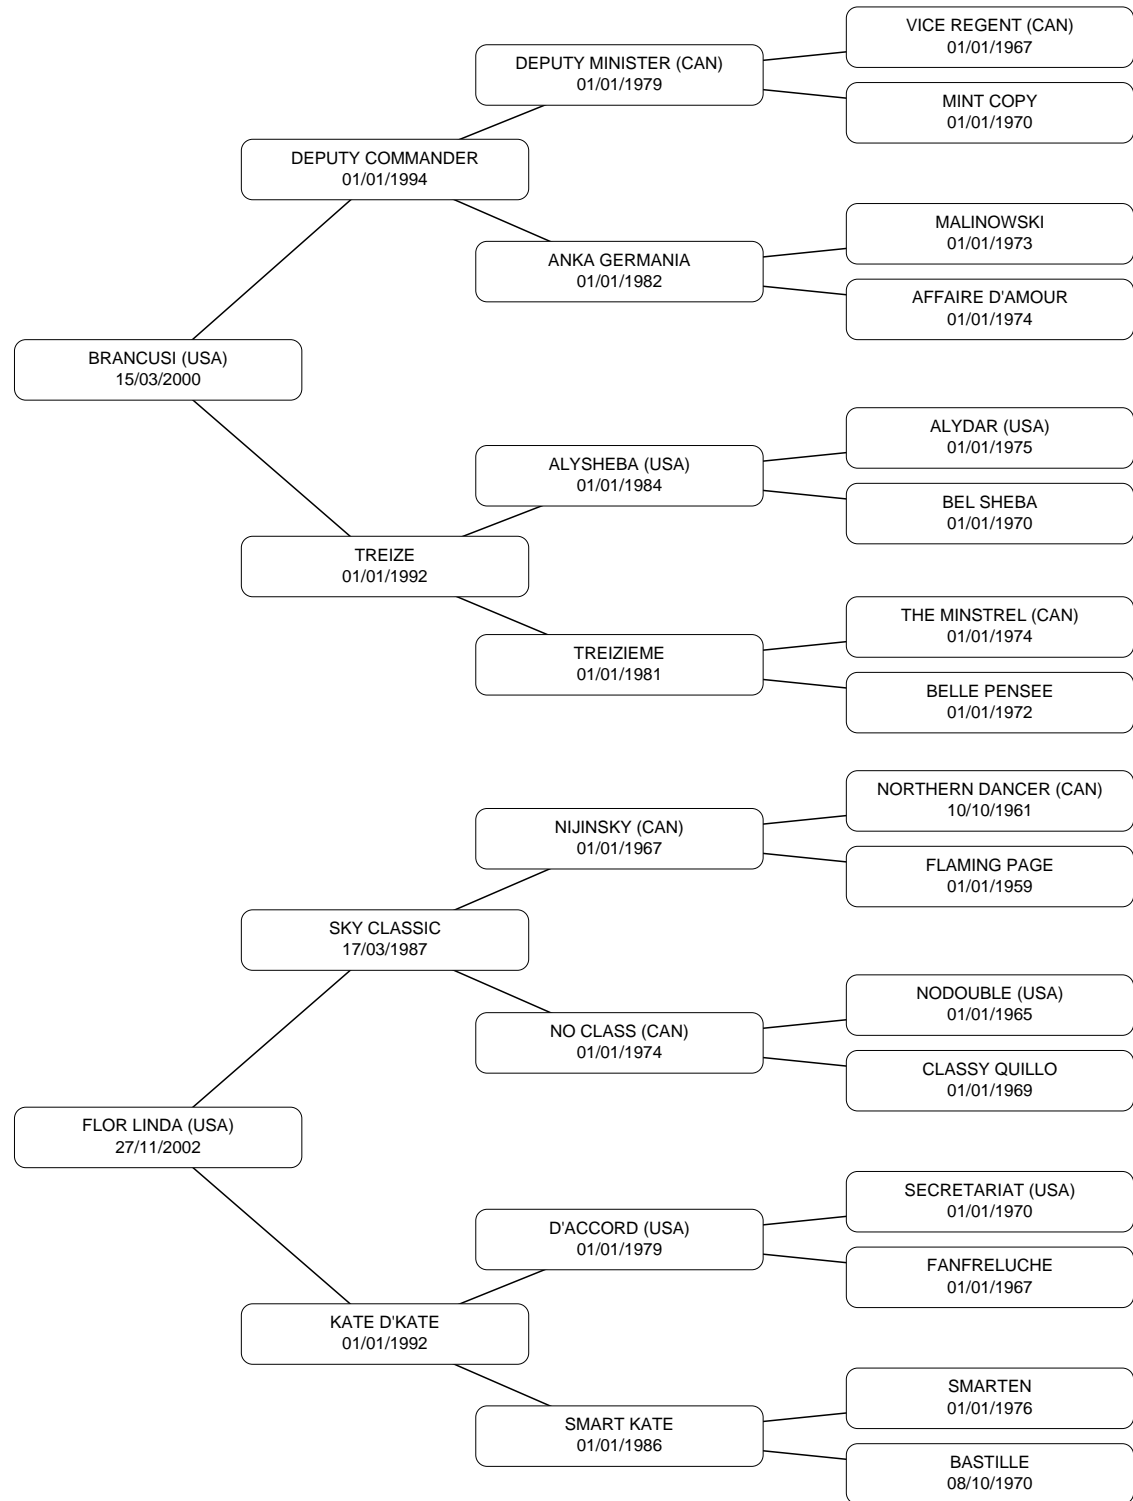 VICE REGENT (CAN)
01/01/1967
DEPUTY MINISTER (CAN)
01/01/1979
MINT COPY
01/01/1970
DEPUTY COMMANDER
01/01/1994
MALINOWSKI
01/01/1973
ANKA GERMANIA
01/01/1982
AFFAIRE D'AMOUR
01/01/1974
BRANCUSI (USA)
15/03/2000
ALYDAR (USA)
01/01/1975
ALYSHEBA (USA)
01/01/1984
BEL SHEBA
01/01/1970
TREIZE
01/01/1992
THE MINSTREL (CAN)
01/01/1974
TREIZIEME
01/01/1981
BELLE PENSEE
01/01/1972
NORTHERN DANCER (CAN)
10/10/1961
NIJINSKY (CAN)
01/01/1967
FLAMING PAGE
01/01/1959
SKY CLASSIC
17/03/1987
NODOUBLE (USA)
01/01/1965
NO CLASS (CAN)
01/01/1974
CLASSY QUILLO
01/01/1969
FLOR LINDA (USA)
27/11/2002
SECRETARIAT (USA)
01/01/1970
D'ACCORD (USA)
01/01/1979
FANFRELUCHE
01/01/1967
KATE D'KATE
01/01/1992
SMARTEN
01/01/1976
SMART KATE
01/01/1986
BASTILLE
08/10/1970